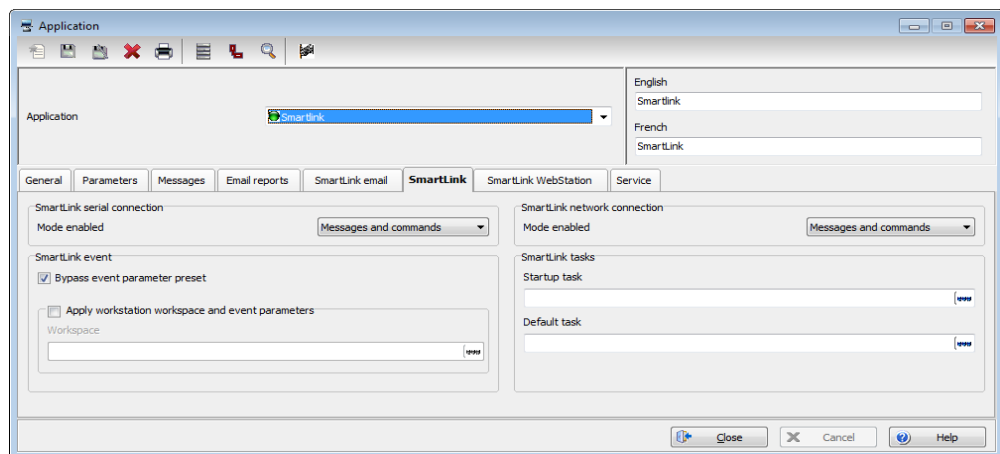 Application
English
Application
Smartlink
Smartlink
French
SmartLink
General Parameters Messages Email reports SmartLink email SmartLink SmartLink WebStation Service
SmartLink serial connection
Mode enabled Messages and commands
SmartLink network connection
Mode enabled Messages and commands
SmartLink event
Bypass event parameter preset
Apply workstation workspace and event parameters
Workspace
SmartLink tasks
Startup task
Default task
Close Cancel Help